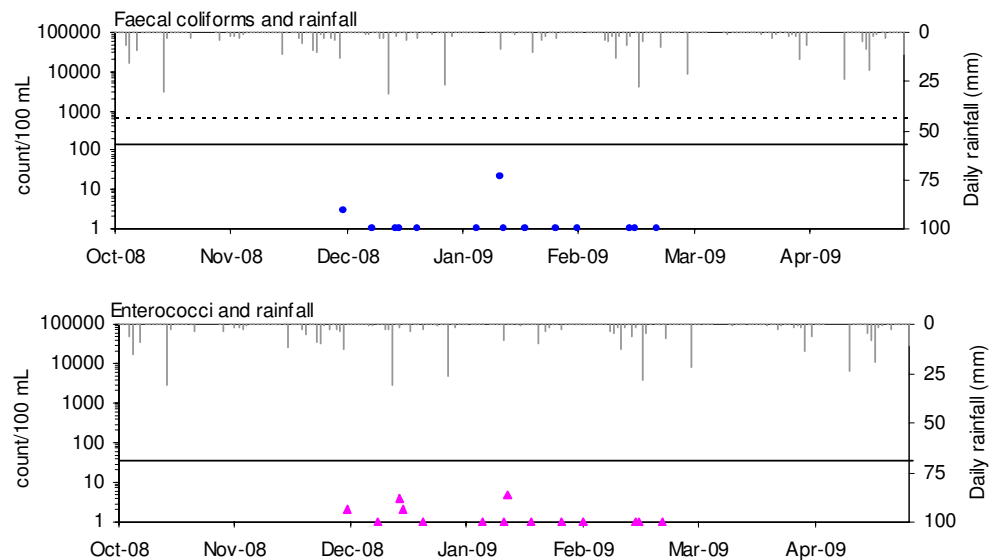 Faecal coliforms and rainfall
100000
10000
1000
100
10
1
count/100 mL
0
25
50
75
100
Daily rainfall (mm)
Oct-08 Nov-08 Dec-08 Jan-09 Feb-09 Mar-09 Apr-09
Enterococci and rainfall
100000
10000
1000
100
10
1
count/100 mL
0
25
50
75
100
Daily rainfall (mm)
Oct-08 Nov-08 Dec-08 Jan-09 Feb-09 Mar-09 Apr-09